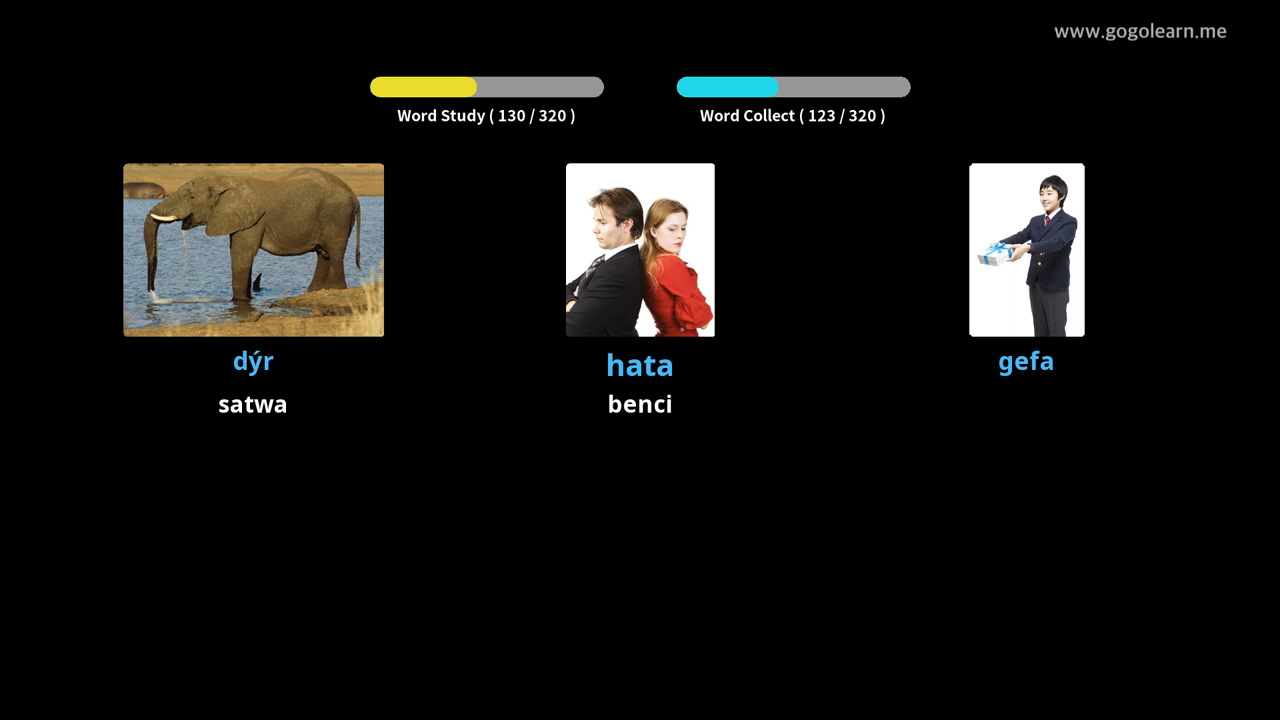 www.gogolearn.me
Word Study ( 130 / 320 )
Word Collect ( 123 / 320 )
dýr
satwa
hata
benci
gefa